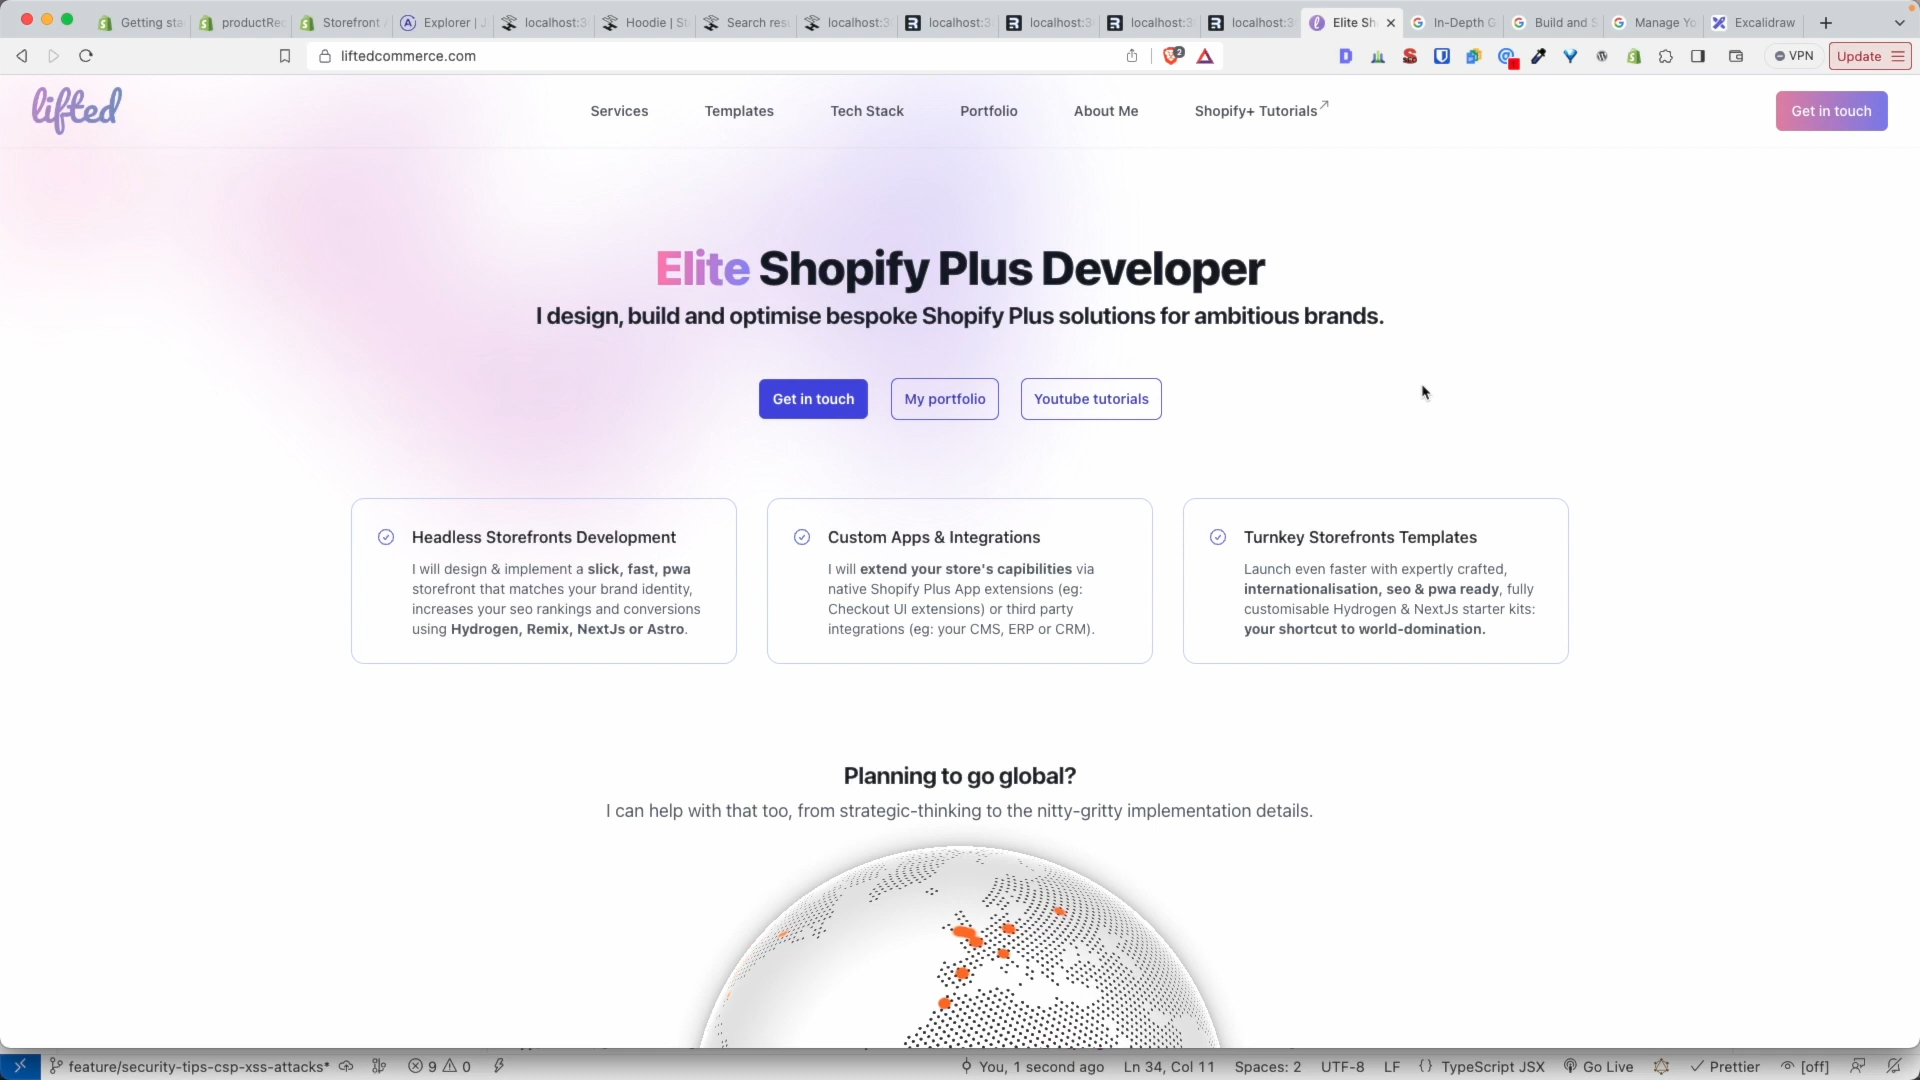 Getting sta
productRec
Storefront A
Explorer | J
localhost:3
Hoodie | St
Search resu
localhost:3
localhost:3
localhost:3
localhost:3
localhost:3
Elite Sh
In-Depth G
Build and S
Manage Yo
Excalidraw
liftedcommerce.com
2
VPN
Update
lifted
Services
Templates
Tech Stack
Portfolio
About Me
Shopify+ Tutorials
Get in touch
Elite Shopify Plus Developer
I design, build and optimise bespoke Shopify Plus solutions for ambitious brands.
Get in touch
My portfolio
Youtube tutorials
Headless Storefronts Development
I will design & implement a slick, fast, pwa
storefront that matches your brand identity,
increases your seo rankings and conversions
using Hydrogen, Remix, NextJs or Astro.
Custom Apps & Integrations
I will extend your store's capibilities via
native Shopify Plus App extensions (eg:
Checkout UI extensions) or third party
integrations (eg: your CMS, ERP or CRM).
Turnkey Storefronts Templates
Launch even faster with expertly crafted,
internationalisation, seo & pwa ready, fully
customisable Hydrogen & NextJs starter kits:
your shortcut to world-domination.
Planning to go global?
I can help with that too, from strategic-thinking to the nitty-gritty implementation details.
feature/security-tips-csp-xss-attacks*
9
0
You, 1 second ago
Ln 34, Col 11
Spaces: 2
UTF-8
LF
{ } TypeScript JSX
Go Live
Prettier
[off]